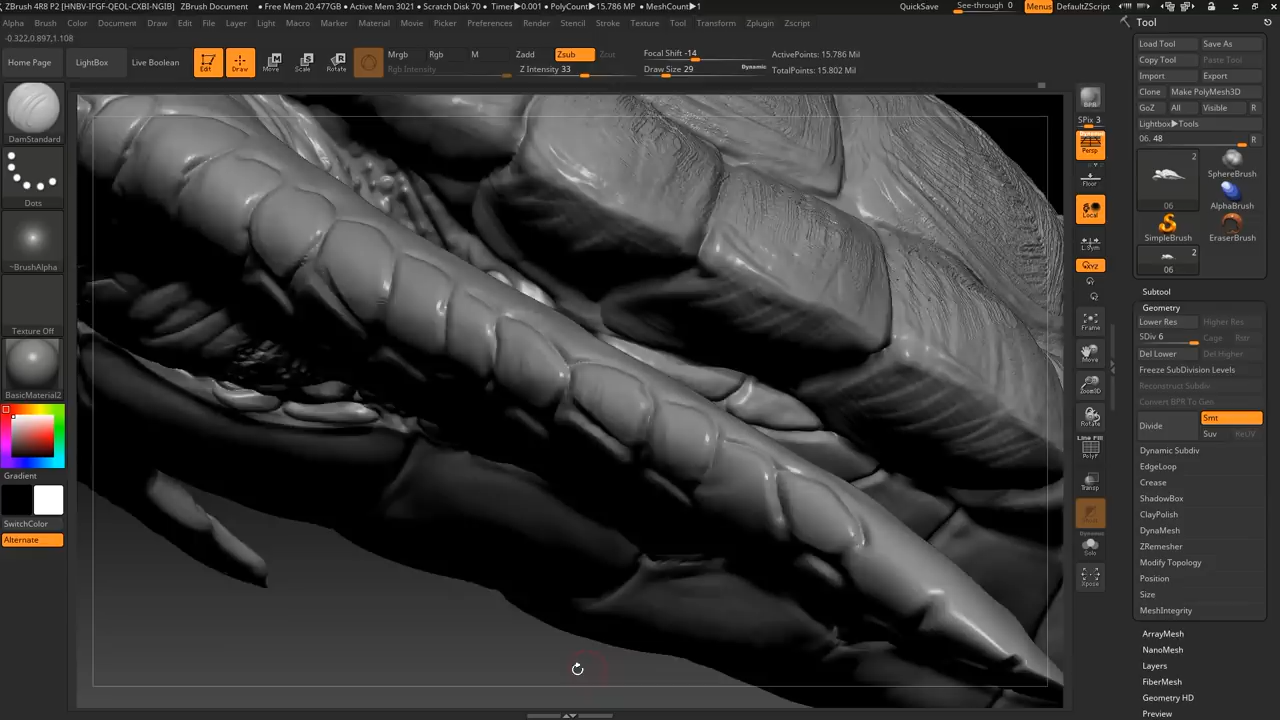 ZBrush 4R8 P2 [HNBV-IFGF-QEOL-CXBI-NGIB] ZBrush Document • Free Mem 20.477GB • Active Mem 3021 • Scratch Disk 70 • Timer▶0.001 • PolyCount▶15.786 MP • MeshCount▶1 QuickSave See-through 0 Menus DefaultZScript
Alpha Brush Color Document Draw Edit File Layer Light Macro Marker Material Movie Picker Preferences Render Stencil Stroke Texture Tool Transform Zplugin Zscript
-0.322,0.897,1.108
Home Page LightBox Live Boolean Edit Draw Move Scale Rotate
Mrgb Rgb M Zadd Zsub Zcut Focal Shift -14 ActivePoints: 15.786 Mil
Rgb Intensity Z Intensity 33 Draw Size 29 Dynamic TotalPoints: 15.802 Mil
DamStandard
Dots
~BrushAlpha
Texture Off
BasicMaterial2
Gradient
SwitchColor
Alternate
BPR
SPix 3
Dynamic
Persp
Floor
Local
L.Sym
XYZ
Frame
Move
Zoom3D
Rotate
Line Fill
PolyF
Transp
Dynamic
Solo
Xpose
Tool
Load Tool Save As
Copy Tool Paste Tool
Import Export
Clone Make PolyMesh3D
GoZ All Visible R
Lightbox▶Tools
06. 48 R
2
06
SphereBrush
AlphaBrush
SimpleBrush
EraserBrush
2
06
Subtool
Geometry
Lower Res Higher Res
SDiv 6 Cage Rstr
Del Lower Del Higher
Freeze SubDivision Levels
Reconstruct Subdiv
Convert BPR To Geo
Divide Smt
Suv ReUV
Dynamic Subdiv
EdgeLoop
Crease
ShadowBox
ClayPolish
DynaMesh
ZRemesher
Modify Topology
Position
Size
MeshIntegrity
ArrayMesh
NanoMesh
Layers
FiberMesh
Geometry HD
Preview